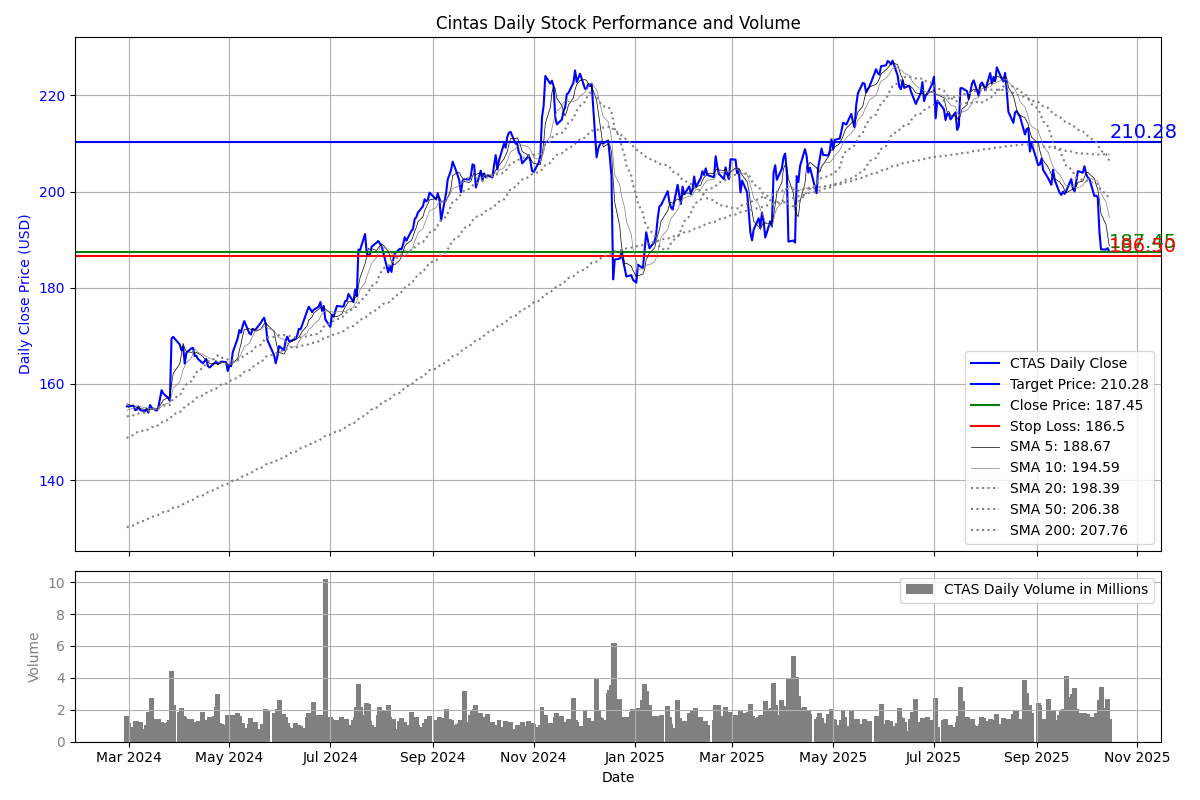 Cintas Daily Stock Performance and Volume
Daily Close Price (USD)
220
200
180
160
140
210.28
187.45
186.50
CTAS Daily Close
Target Price: 210.28
Close Price: 187.45
Stop Loss: 186.5
SMA 5: 188.67
SMA 10: 194.59
SMA 20: 198.39
SMA 50: 206.38
SMA 200: 207.76
Volume
10
8
6
4
2
0
CTAS Daily Volume in Millions
Mar 2024 May 2024 Jul 2024 Sep 2024 Nov 2024 Jan 2025 Mar 2025 May 2025 Jul 2025 Sep 2025 Nov 2025
Date